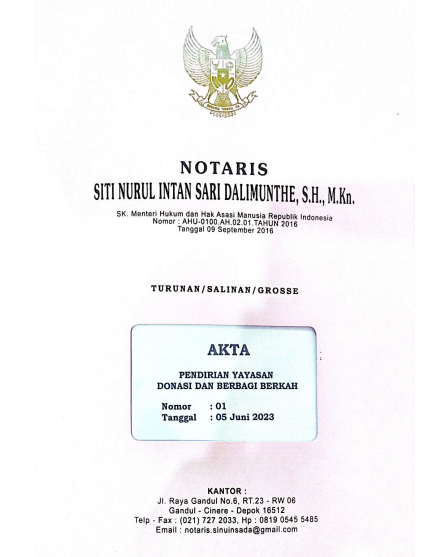 NOTARIS
SITI NURUL INTAN SARI DALIMUNTHE, S.H., M.Kn.
SK. Menteri Hukum dan Hak Asasi Manusia Republik Indonesia
Nomor : AHU-0100.AH.02.01.TAHUN 2016
Tanggal 09 September 2016
TURUNAN/SALINAN/GROSSE
AKTA
PENDIRIAN YAYASAN
DONASI DAN BERBAGI BERKAH
Nomor : 01
Tanggal : 05 Juni 2023
KANTOR :
Jl. Raya Gandul No.6, RT.23 - RW 06
Gandul - Cinere - Depok 16512
Telp - Fax : (021) 727 2033, Hp : 0819 0545 5485
Email : notaris.sinuinsada@gmail.com